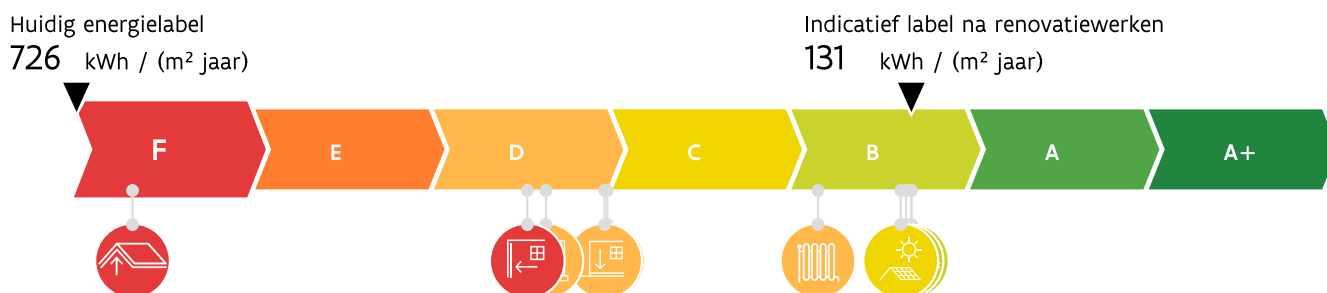 Huidig energielabel
726 kWh / (m² jaar)
Indicatief label na renovatiewerken
131 kWh / (m² jaar)
F E D C B A A+